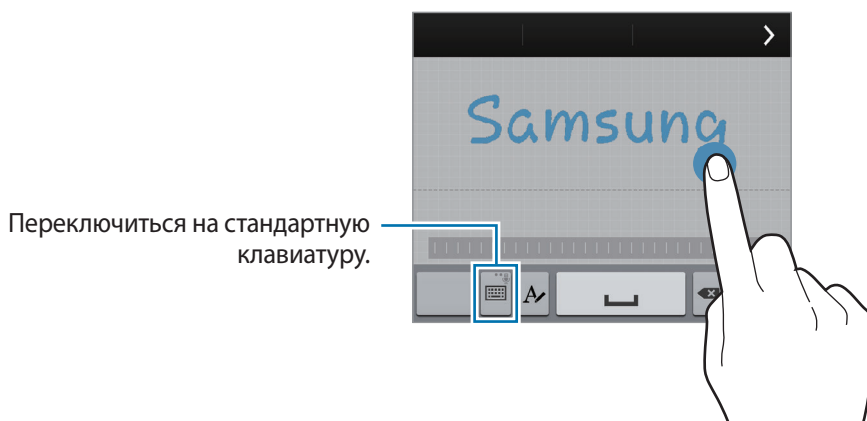 Samsung
Переключиться на стандартную
клавиатуру.